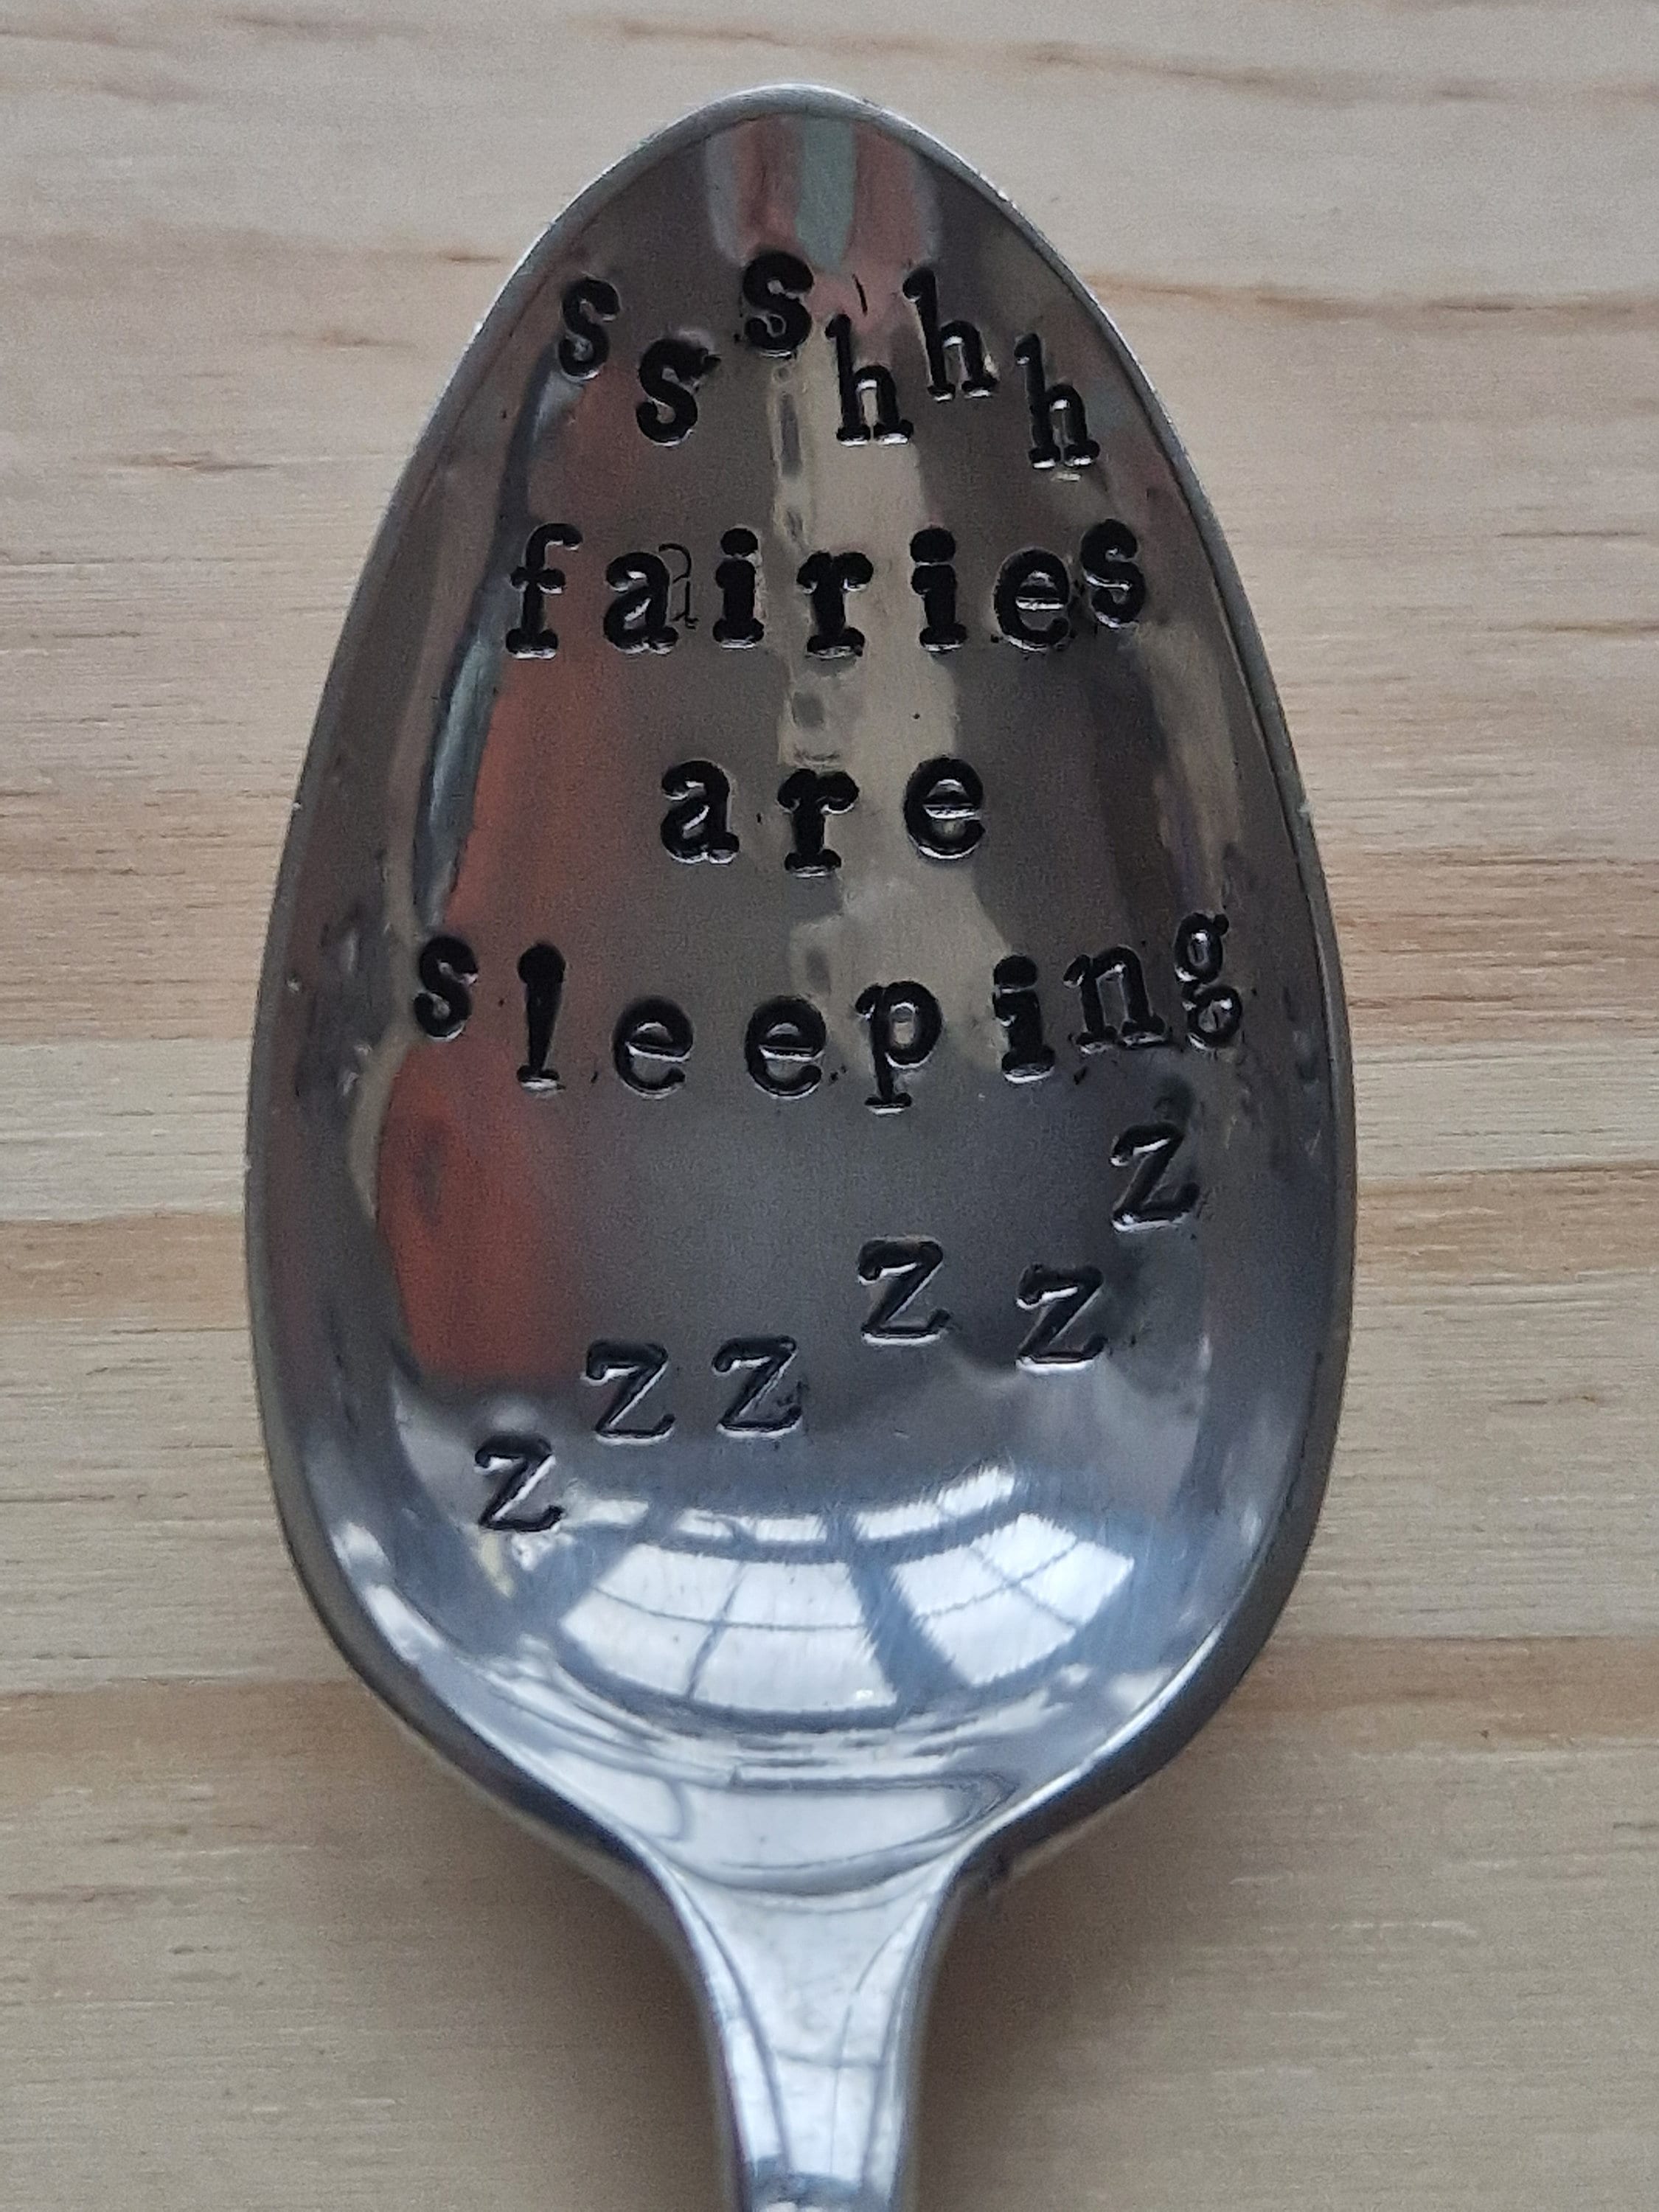 ssshhh
fairies
are
sleeping
zzzzzz